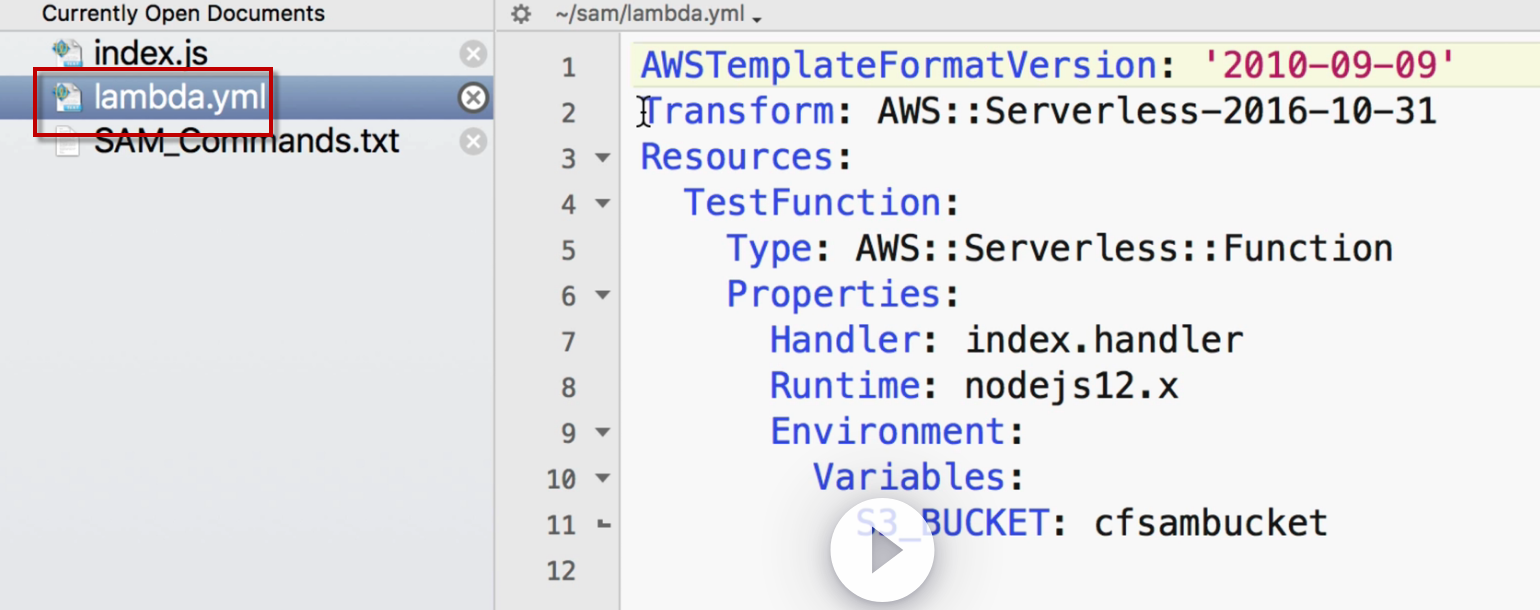 Currently Open Documents
index.js
lambda.yml
SAM_Commands.txt
~/sam/lambda.yml
1 AWSTemplateFormatVersion: '2010-09-09'
2 Transform: AWS::Serverless-2016-10-31
3 Resources:
4 TestFunction:
5 Type: AWS::Serverless::Function
6 Properties:
7 Handler: index.handler
8 Runtime: nodejs12.x
9 Environment:
10 Variables:
11 S3_BUCKET: cfsambucket
12